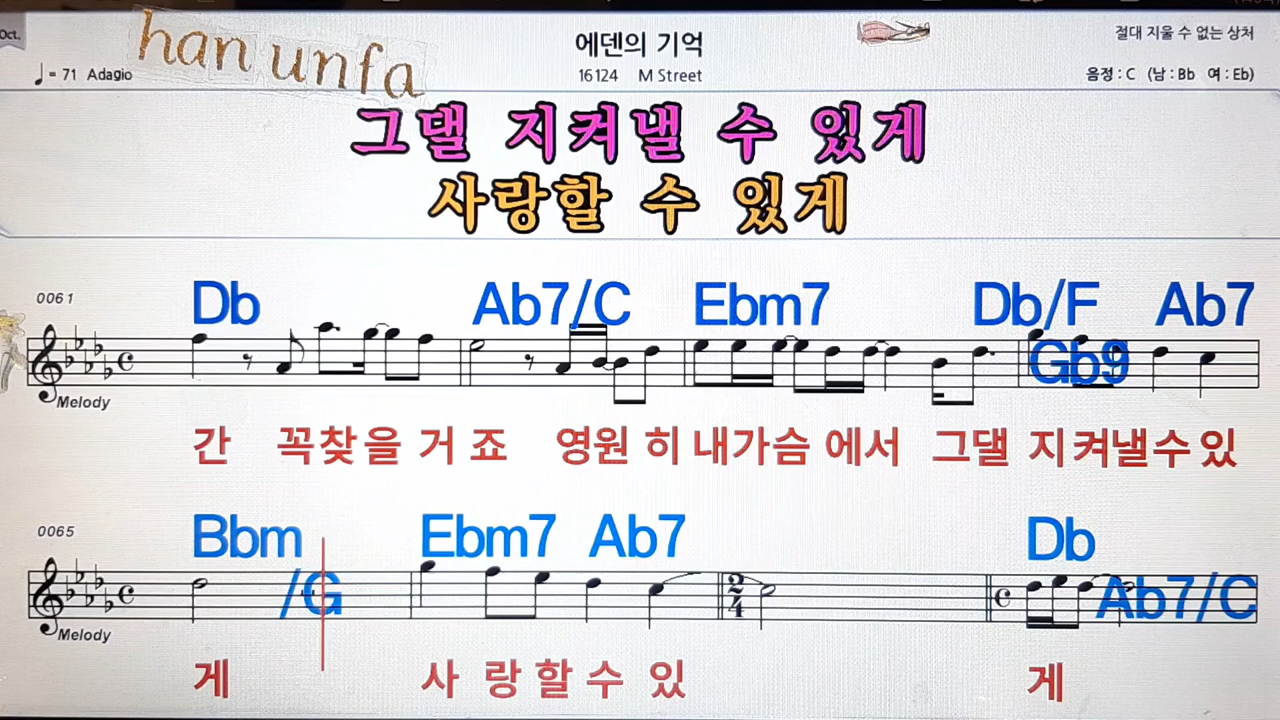 Oct.
han unfa
에덴의 기억
절대 지울 수 없는 상처
= 71 Adagio
16124 M Street
음정 : C (남 : Bb 여 : Eb)
그댈 지켜낼 수 있게
사랑할 수 있게
0061
Db Ab7/C Ebm7 Db/F Ab7
Gb9
Melody
간 꼭찾을 거 죠 영원 히 내가슴 에서 그댈 지켜낼수 있
0065
Bbm Ebm7 Ab7 Db
/G Ab7/C
2
4
Melody
게 사 랑 할 수 있 게